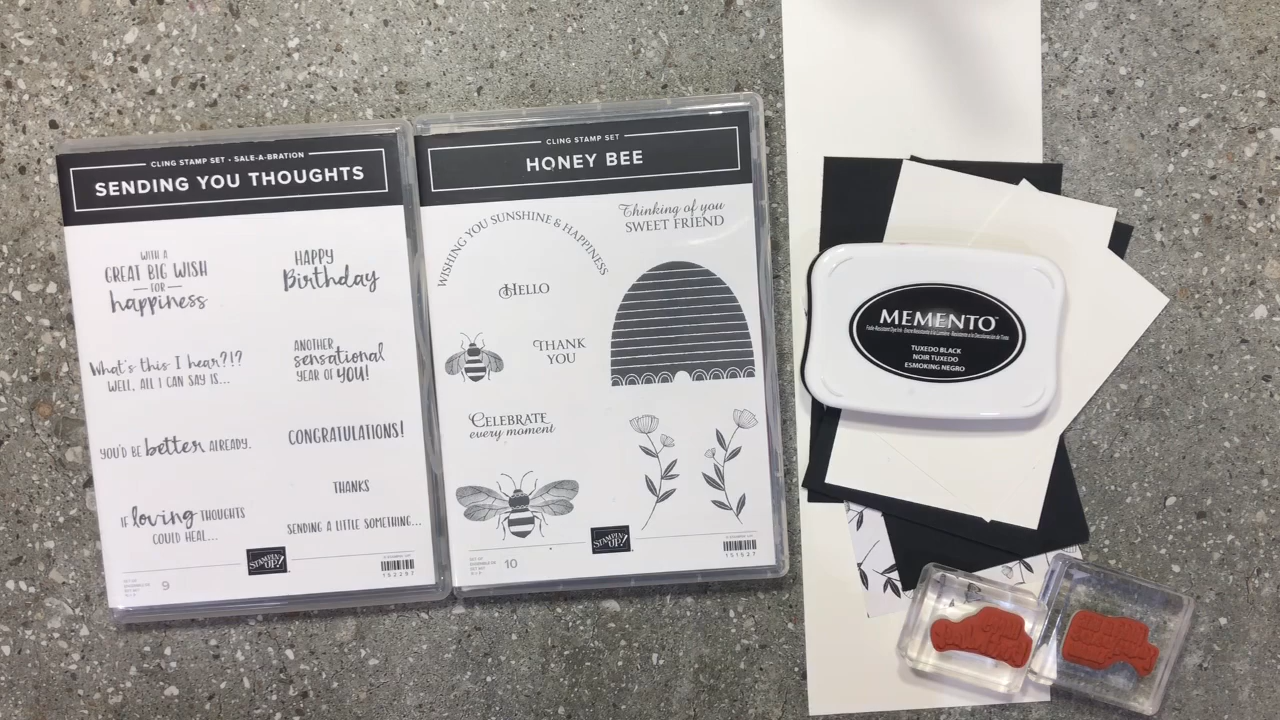 CLING STAMP SET • SALE-A-BRATION
SENDING YOU THOUGHTS
WITH A
GREAT BIG WISH
FOR
happiness
HAPPY
Birthday
What's this I hear?!?
WELL, ALL I CAN SAY IS...
ANOTHER
sensational
YEAR OF YOU!
YOU'D BE better ALREADY.
CONGRATULATIONS!
THANKS
IF loving THOUGHTS
COULD HEAL...
SENDING A LITTLE SOMETHING...
STAMPIN' UP!
9
152297
CLING STAMP SET
HONEY BEE
WISHING YOU SUNSHINE & HAPPINESS
Thinking of you
SWEET FRIEND
HELLO
THANK
YOU
CELEBRATE
every moment
STAMPIN' UP!
10
151527
MEMENTO™
TUXEDO BLACK
NOIR TUXEDO
ESMOKING NEGRO